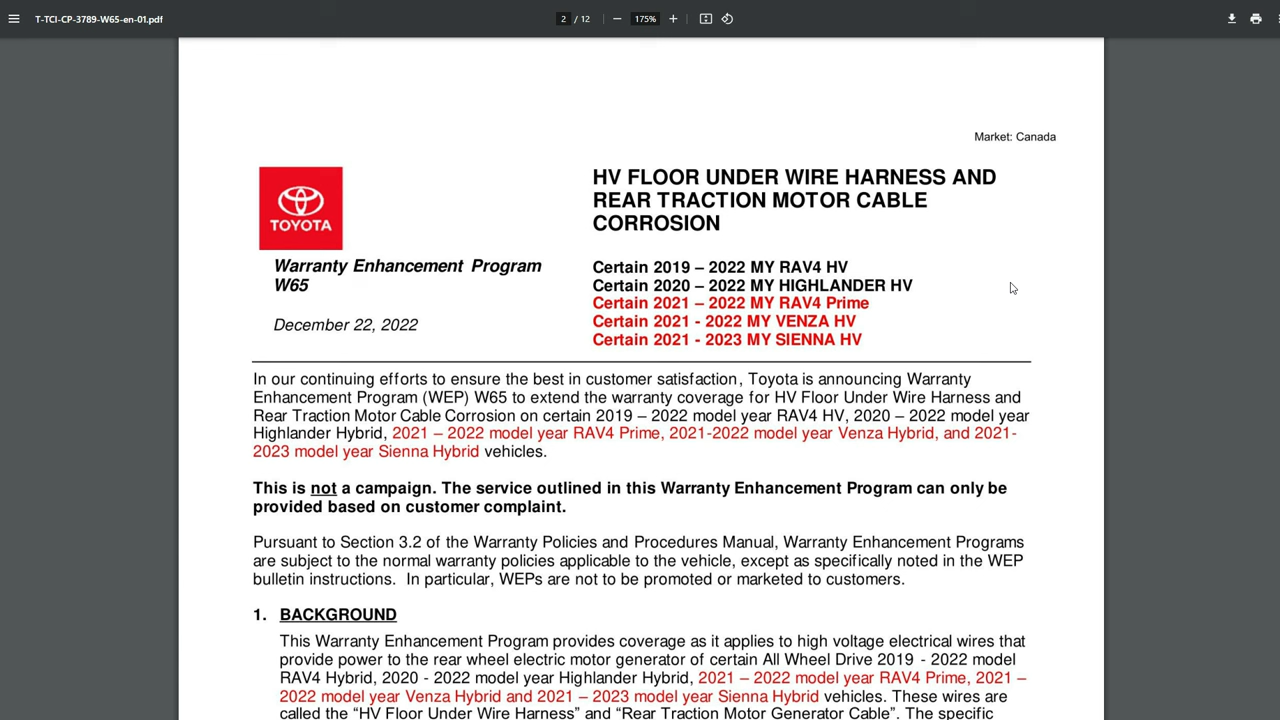 T-TCI-CP-3789-W65-en-01.pdf
2 / 12
175%
Market: Canada
TOYOTA
HV FLOOR UNDER WIRE HARNESS AND
REAR TRACTION MOTOR CABLE
CORROSION
Warranty Enhancement Program
W65
December 22, 2022
Certain 2019 – 2022 MY RAV4 HV
Certain 2020 – 2022 MY HIGHLANDER HV
Certain 2021 – 2022 MY RAV4 Prime
Certain 2021 - 2022 MY VENZA HV
Certain 2021 - 2023 MY SIENNA HV
In our continuing efforts to ensure the best in customer satisfaction, Toyota is announcing Warranty
Enhancement Program (WEP) W65 to extend the warranty coverage for HV Floor Under Wire Harness and
Rear Traction Motor Cable Corrosion on certain 2019 – 2022 model year RAV4 HV, 2020 – 2022 model year
Highlander Hybrid, 2021 – 2022 model year RAV4 Prime, 2021-2022 model year Venza Hybrid, and 2021-
2023 model year Sienna Hybrid vehicles.
This is not a campaign. The service outlined in this Warranty Enhancement Program can only be
provided based on customer complaint.
Pursuant to Section 3.2 of the Warranty Policies and Procedures Manual, Warranty Enhancement Programs
are subject to the normal warranty policies applicable to the vehicle, except as specifically noted in the WEP
bulletin instructions. In particular, WEPs are not to be promoted or marketed to customers.
1. BACKGROUND
This Warranty Enhancement Program provides coverage as it applies to high voltage electrical wires that
provide power to the rear wheel electric motor generator of certain All Wheel Drive 2019 - 2022 model
RAV4 Hybrid, 2020 - 2022 model year Highlander Hybrid, 2021 – 2022 model year RAV4 Prime, 2021 –
2022 model year Venza Hybrid and 2021 – 2023 model year Sienna Hybrid vehicles. These wires are
called the “HV Floor Under Wire Harness” and “Rear Traction Motor Generator Cable”. The specific